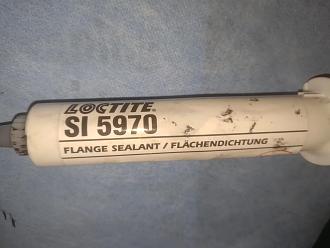 LOCTITE
SI 5970
FLANGE SEALANT / FLÄCHENDICHTUNG